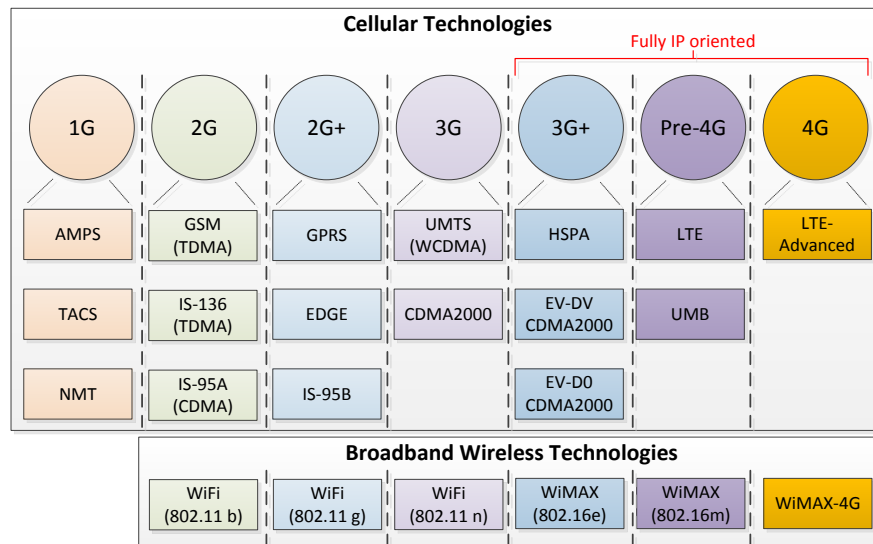 Cellular Technologies
Fully IP oriented
1G
2G
2G+
3G
3G+
Pre-4G
4G
AMPS
GSM
(TDMA)
GPRS
UMTS
(WCDMA)
HSPA
LTE
LTE-
Advanced
TACS
IS-136
(TDMA)
EDGE
CDMA2000
EV-DV
CDMA2000
UMB
NMT
IS-95A
(CDMA)
IS-95B
EV-D0
CDMA2000
Broadband Wireless Technologies
WiFi
(802.11 b)
WiFi
(802.11 g)
WiFi
(802.11 n)
WiMAX
(802.16e)
WiMAX
(802.16m)
WiMAX-4G